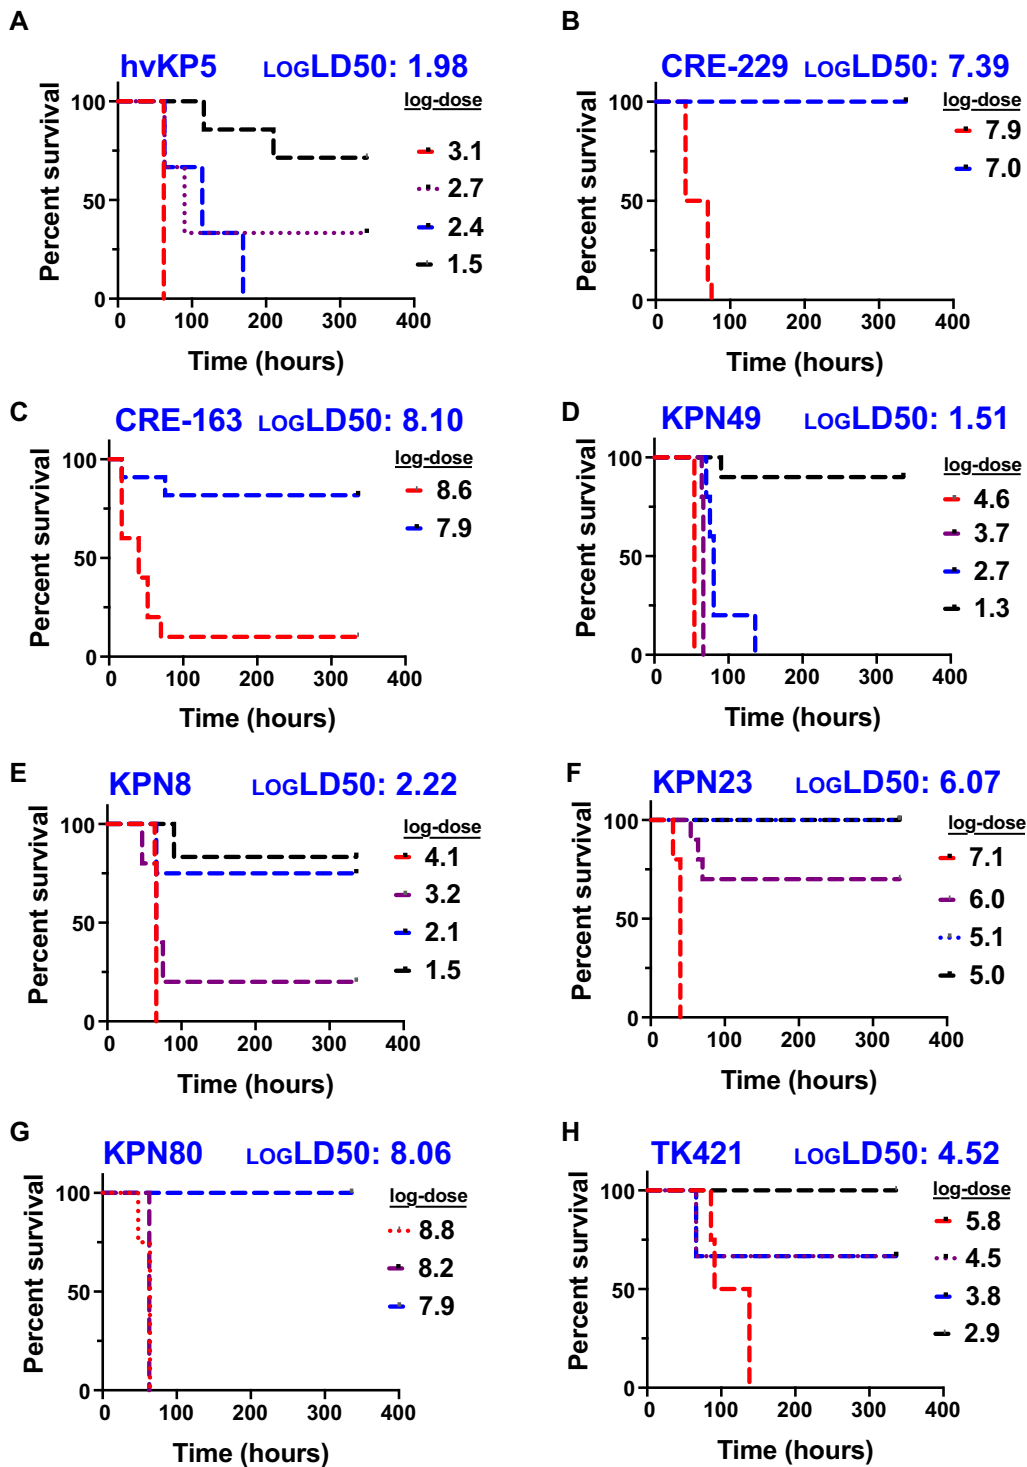 A
hvKP5 LOGLD50: 1.98
Percent survival
100
50
0
0 100 200 300 400
Time (hours)
log-dose
3.1
2.7
2.4
1.5
B
CRE-229 LOGLD50: 7.39
Percent survival
100
50
0
0 100 200 300 400
Time (hours)
log-dose
7.9
7.0
C
CRE-163 LOGLD50: 8.10
Percent survival
100
50
0
0 100 200 300 400
Time (hours)
log-dose
8.6
7.9
D
KPN49 LOGLD50: 1.51
Percent survival
100
50
0
0 100 200 300 400
Time (hours)
log-dose
4.6
3.7
2.7
1.3
E
KPN8 LOGLD50: 2.22
Percent survival
100
50
0
0 100 200 300 400
Time (hours)
log-dose
4.1
3.2
2.1
1.5
F
KPN23 LOGLD50: 6.07
Percent survival
100
50
0
0 100 200 300 400
Time (hours)
log-dose
7.1
6.0
5.1
5.0
G
KPN80 LOGLD50: 8.06
Percent survival
100
50
0
0 100 200 300 400
Time (hours)
log-dose
8.8
8.2
7.9
H
TK421 LOGLD50: 4.52
Percent survival
100
50
0
0 100 200 300 400
Time (hours)
log-dose
5.8
4.5
3.8
2.9